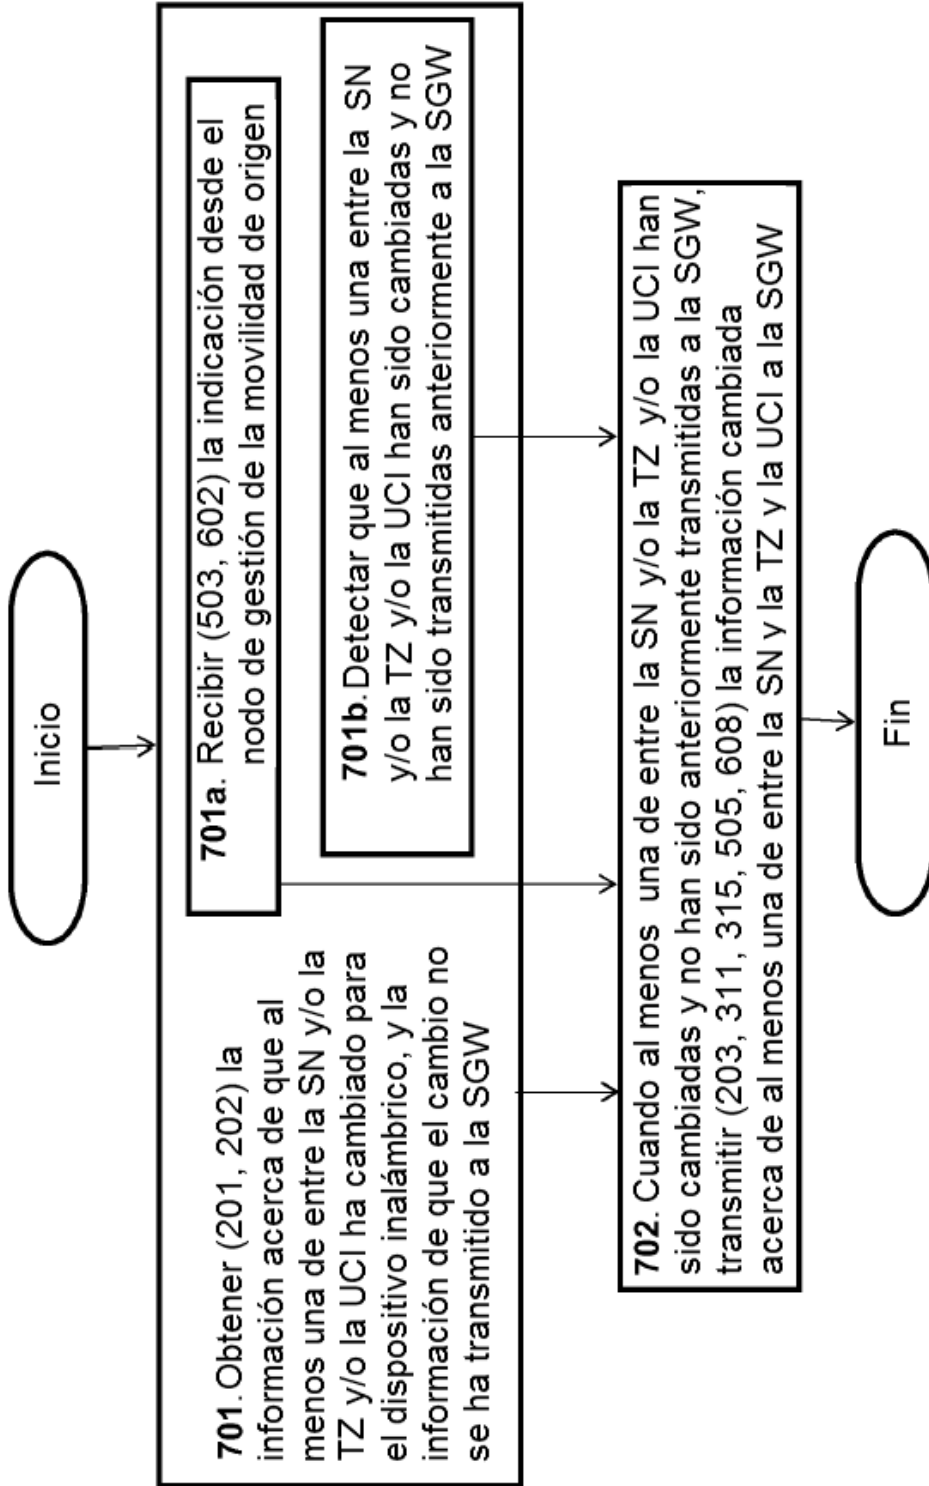 Inicio
701. Obtener (201, 202) la
información acerca de que al
menos una de entre la SN y/o la
TZ y/o la UCI ha cambiado para
el dispositivo inalámbrico, y la
información de que el cambio no
se ha transmitido a la SGW
701a. Recibir (503, 602) la indicación desde el
nodo de gestión de la movilidad de origen
701b. Detectar que al menos una entre la SN
y/o la TZ y/o la UCI han sido cambiadas y no
han sido transmitidas anteriormente a la SGW
702. Cuando al menos una de entre la SN y/o la TZ y/o la UCI han
sido cambiadas y no han sido anteriormente transmitidas a la SGW,
transmitir (203, 311, 315, 505, 608) la información cambiada
acerca de al menos una de entre la SN y la TZ y la UCI a la SGW
Fin